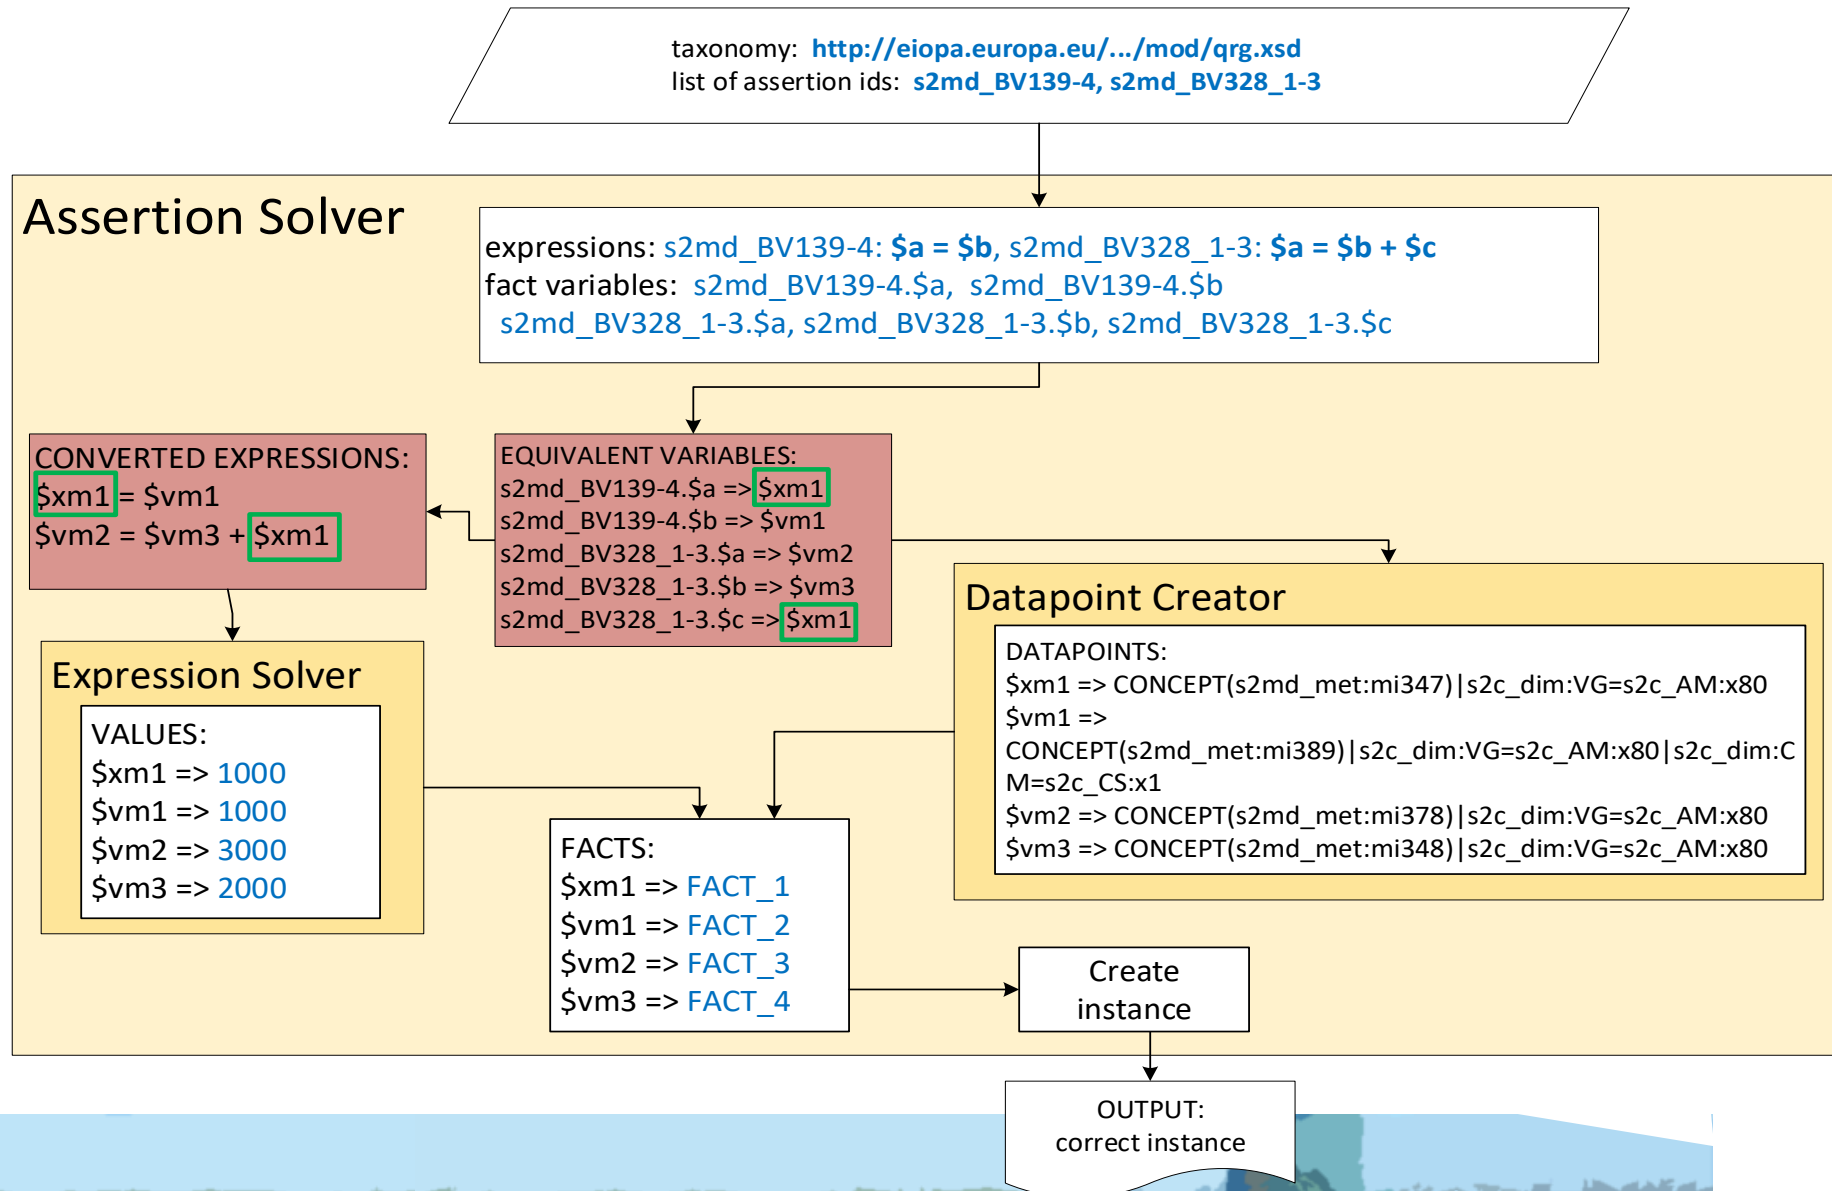 taxonomy: http://eiopa.europa.eu/.../mod/qrg.xsd
list of assertion ids: s2md_BV139-4, s2md_BV328_1-3
Assertion Solver
expressions: s2md_BV139-4: $a = $b, s2md_BV328_1-3: $a = $b + $c
fact variables: s2md_BV139-4.$a, s2md_BV139-4.$b
s2md_BV328_1-3.$a, s2md_BV328_1-3.$b, s2md_BV328_1-3.$c
CONVERTED EXPRESSIONS:
$xm1 = $vm1
$vm2 = $vm3 + $xm1
EQUIVALENT VARIABLES:
s2md_BV139-4.$a => $xm1
s2md_BV139-4.$b => $vm1
s2md_BV328_1-3.$a => $vm2
s2md_BV328_1-3.$b => $vm3
s2md_BV328_1-3.$c => $xm1
Datapoint Creator
DATAPOINTS:
$xm1 => CONCEPT(s2md_met:mi347)|s2c_dim:VG=s2c_AM:x80
$vm1 =>
CONCEPT(s2md_met:mi389)|s2c_dim:VG=s2c_AM:x80|s2c_dim:C
M=s2c_CS:x1
$vm2 => CONCEPT(s2md_met:mi378)|s2c_dim:VG=s2c_AM:x80
$vm3 => CONCEPT(s2md_met:mi348)|s2c_dim:VG=s2c_AM:x80
Expression Solver
VALUES:
$xm1 => 1000
$vm1 => 1000
$vm2 => 3000
$vm3 => 2000
FACTS:
$xm1 => FACT_1
$vm1 => FACT_2
$vm2 => FACT_3
$vm3 => FACT_4
Create
instance
OUTPUT:
correct instance